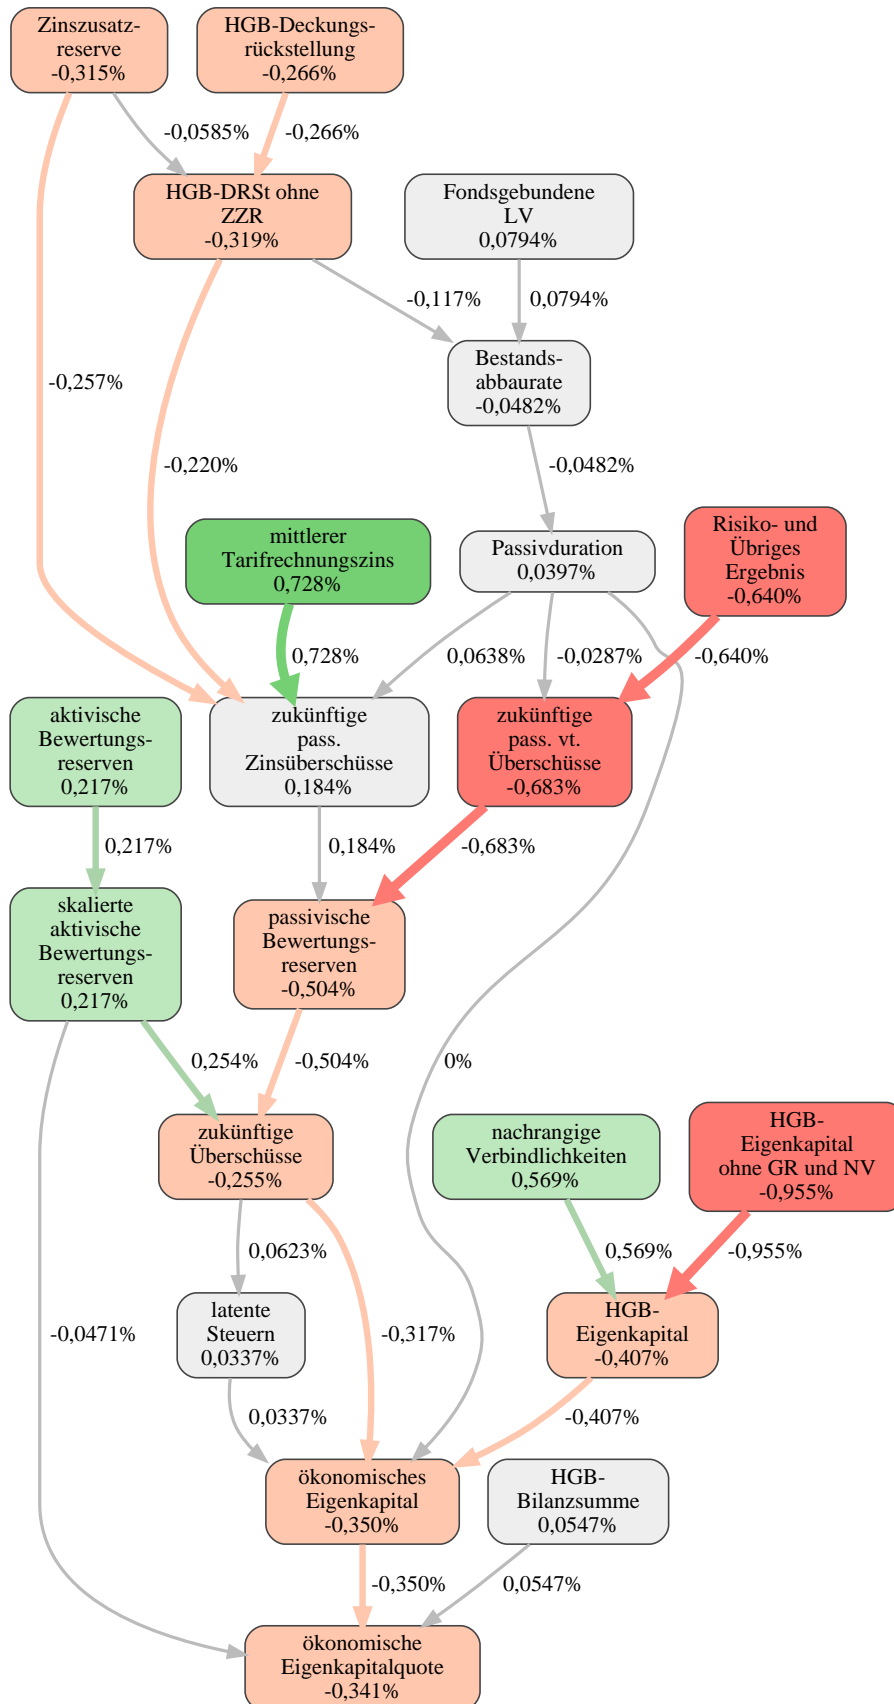 Zinszusatz-
reserve
-0,315%
HGB-Deckungs-
rückstellung
-0,266%
-0,0585%
-0,266%
HGB-DRSt ohne
ZZR
-0,319%
Fondsgebundene
LV
0,0794%
-0,117%
0,0794%
-0,257%
Bestands-
abbaurate
-0,0482%
-0,220%
-0,0482%
mittlerer
Tarifrechnungszins
0,728%
Passivduration
0,0397%
Risiko- und
Übriges
Ergebnis
-0,640%
0,728%
0,0638%
-0,0287%
-0,640%
aktivische
Bewertungs-
reserven
0,217%
zukünftige
pass.
Zinsüberschüsse
0,184%
zukünftige
pass. vt.
Überschüsse
-0,683%
0,217%
0,184%
-0,683%
skalierte
aktivische
Bewertungs-
reserven
0,217%
passivische
Bewertungs-
reserven
-0,504%
0,254%
-0,504%
0%
zukünftige
Überschüsse
-0,255%
nachrangige
Verbindlichkeiten
0,569%
HGB-
Eigenkapital
ohne GR und NV
-0,955%
0,0623%
0,569%
-0,955%
-0,0471%
latente
Steuern
0,0337%
-0,317%
HGB-
Eigenkapital
-0,407%
0,0337%
-0,407%
ökonomisches
Eigenkapital
-0,350%
HGB-
Bilanzsumme
0,0547%
-0,350%
0,0547%
ökonomische
Eigenkapitalquote
-0,341%